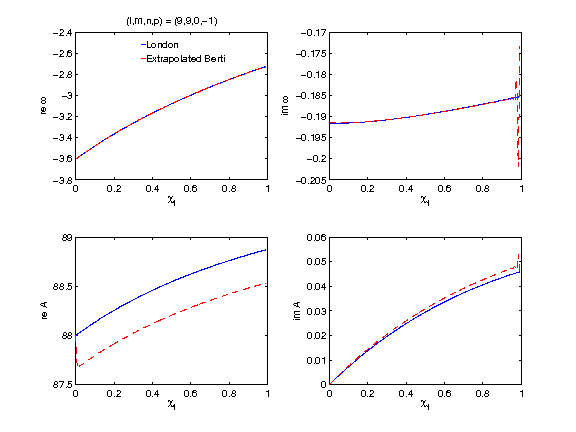 (l,m,n,p) = (9,9,0,−1)
−2.4
−2.6
−2.8
−3
−3.2
−3.4
−3.6
−3.8
re ω
London
Extrapolated Berti
0 0.2 0.4 0.6 0.8 1
χf
−0.17
−0.175
−0.18
−0.185
−0.19
−0.195
−0.2
−0.205
im ω
0 0.2 0.4 0.6 0.8 1
χf
89
88.5
88
87.5
re A
0 0.2 0.4 0.6 0.8 1
χf
0.06
0.05
0.04
0.03
0.02
0.01
0
im A
0 0.2 0.4 0.6 0.8 1
χf